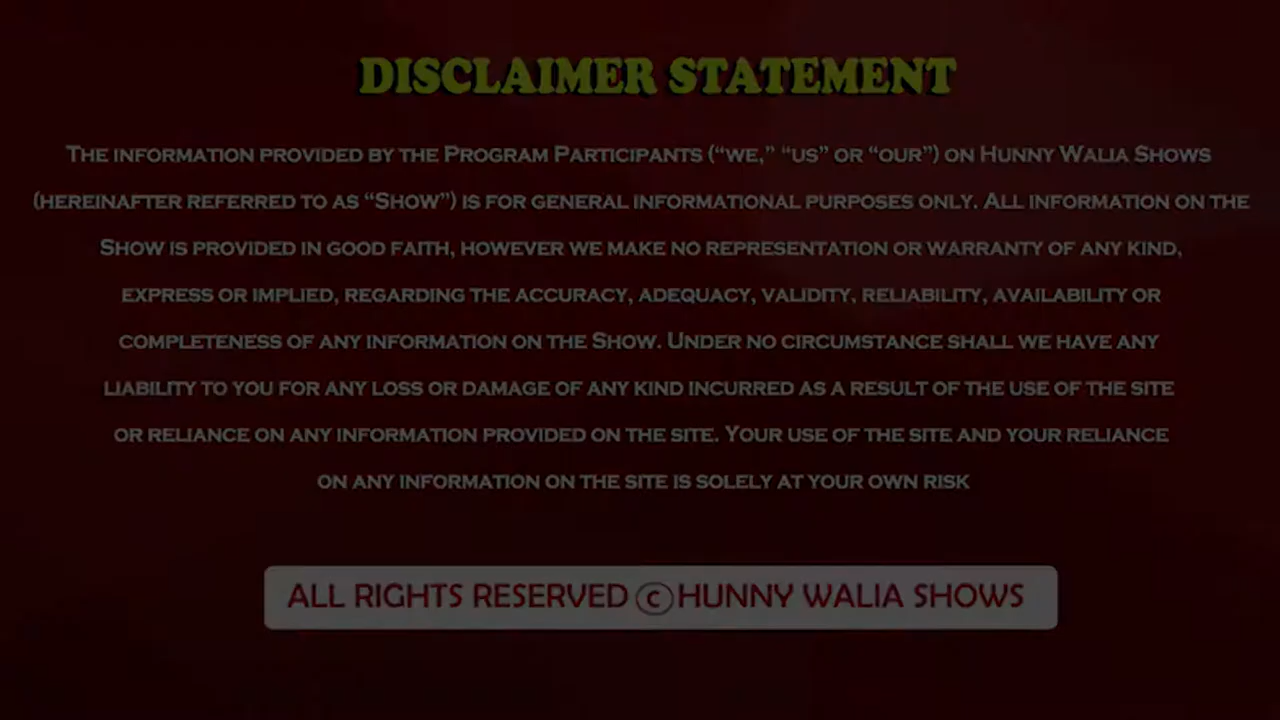 DISCLAIMER STATEMENT
The information provided by the Program Participants (“we,” “us” or “our”) on Hunny Walia Shows
(hereinafter referred to as “Show”) is for general informational purposes only. All information on the
Show is provided in good faith, however we make no representation or warranty of any kind,
express or implied, regarding the accuracy, adequacy, validity, reliability, availability or
completeness of any information on the Show. Under no circumstance shall we have any
liability to you for any loss or damage of any kind incurred as a result of the use of the site
or reliance on any information provided on the site. Your use of the site and your reliance
on any information on the site is solely at your own risk
ALL RIGHTS RESERVED © HUNNY WALIA SHOWS